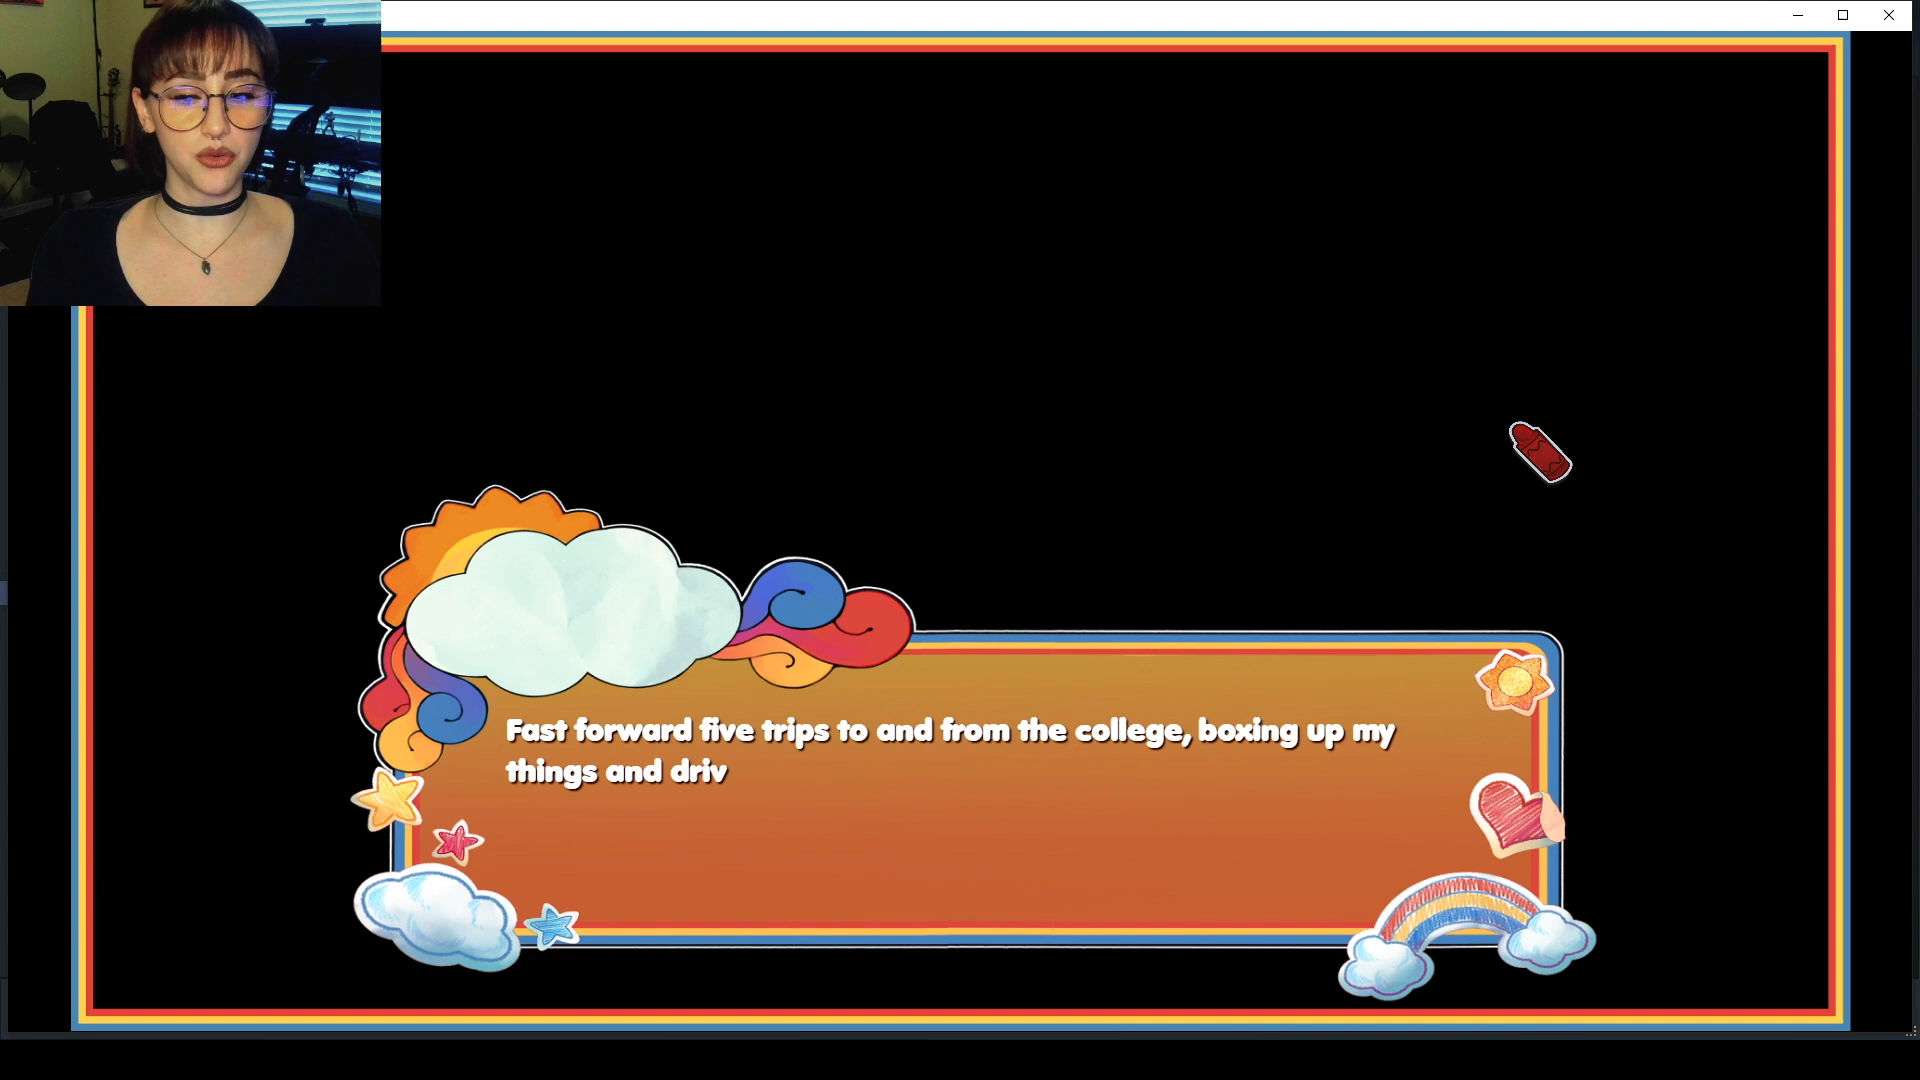 Fast forward five trips to and from the college, boxing up my
things and driv